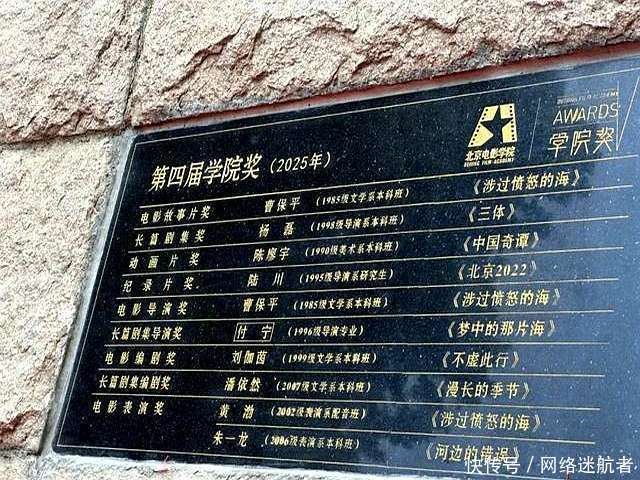 北京电影学院
BEIJING FILM ACADEMY
BEIJING FILM ACADEMY
AWARDS
学院奖
第四届学院奖（2025年）
电影故事片奖 曹保平（1985级文学系本科班）《涉过愤怒的海》
长篇剧集奖 杨磊（1998级导演系本科班）《三体》
动画片奖 陈廖宇（1990级美术系本科班）《中国奇谭》
纪录片奖 陆川（1995级导演系研究生）《北京2022》
电影导演奖 曹保平（1985级文学系本科班）《涉过愤怒的海》
长篇剧集导演奖 付宁（1996级导演专业）《梦中的那片海》
电影编剧奖 刘伽茵（1999级文学系本科班）《不虚此行》
长篇剧集编剧奖 潘依然（2007级文学系本科班）《漫长的季节》
电影表演奖 黄渤（2002级表演系配音班）《涉过愤怒的海》
朱一龙（2006级表演系本科班）《河边的错误》
快传号／网络迷航者